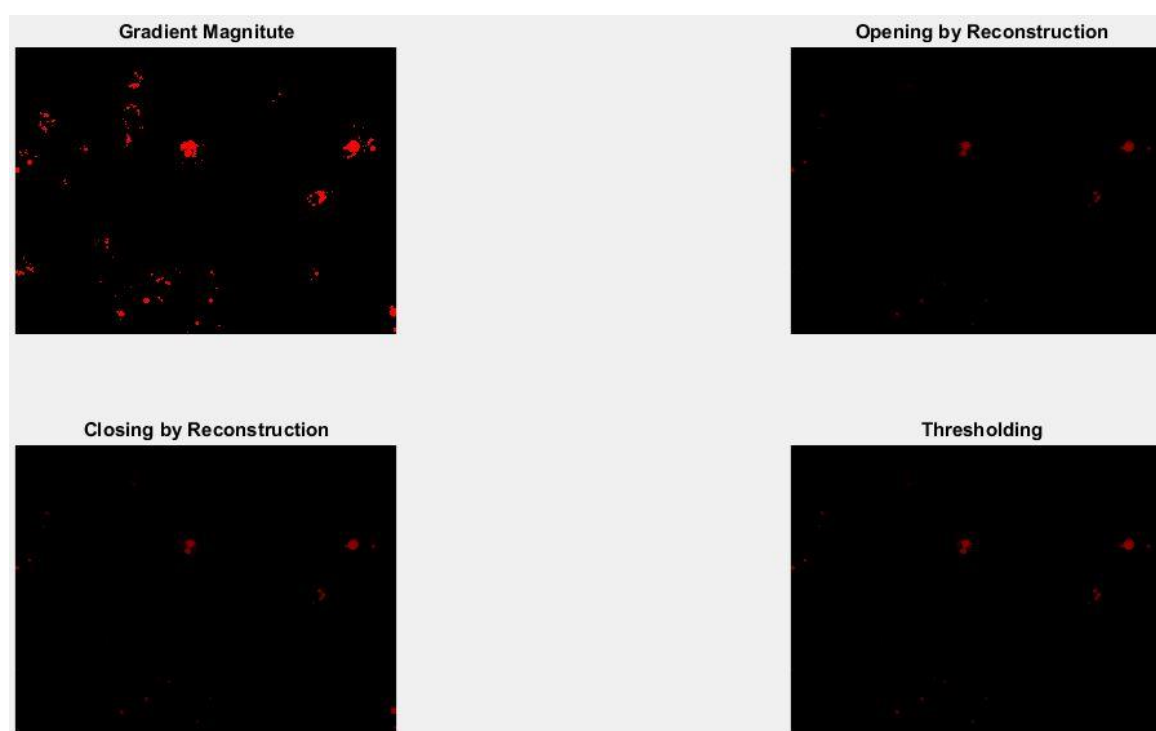 Gradient Magnitute
Opening by Reconstruction
Closing by Reconstruction
Thresholding